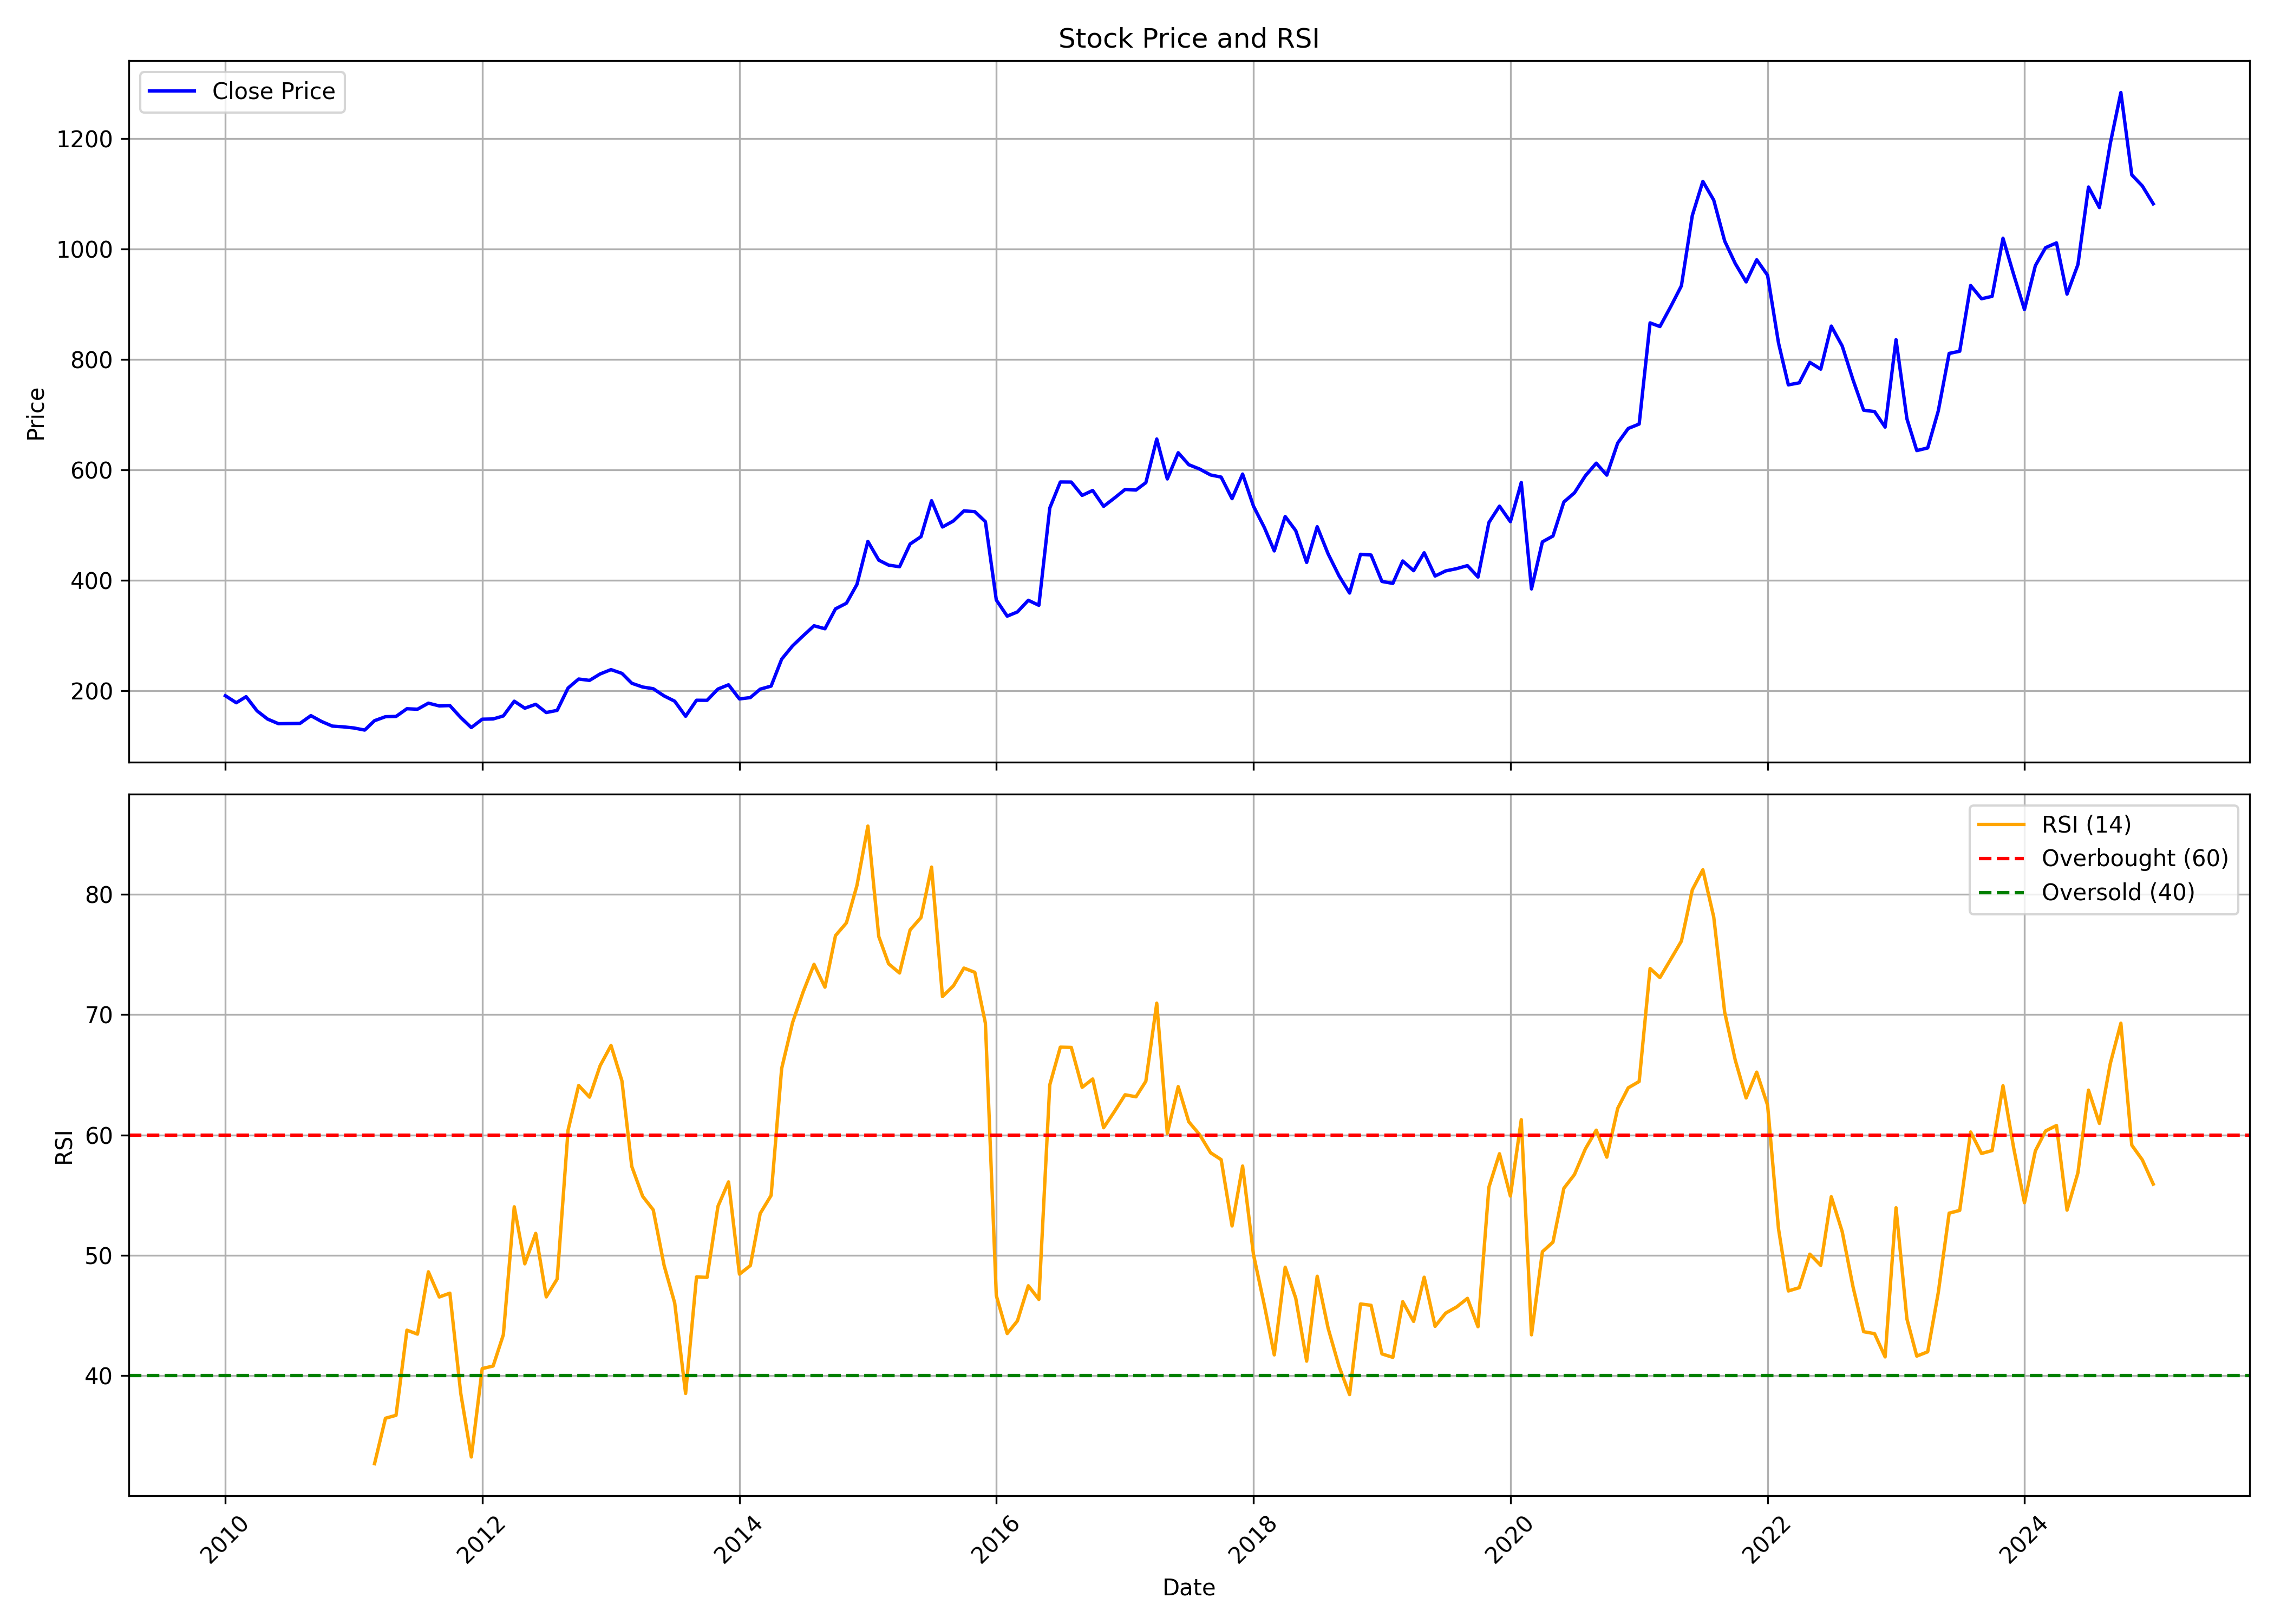 Stock Price and RSI
Close Price
1200
1000
800
600
400
200
Price
RSI (14)
Overbought (60)
Oversold (40)
80
70
60
50
40
RSI
2010
2012
2014
2016
2018
2020
2022
2024
Date